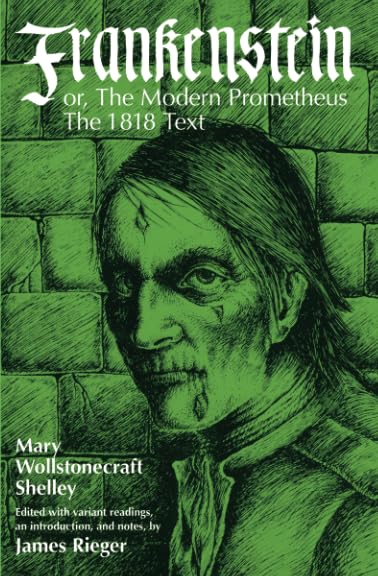 Frankenstein
or, The Modern Prometheus
The 1818 Text
Mary
Wollstonecraft
Shelley
Edited with variant readings,
an introduction, and notes, by
James Rieger